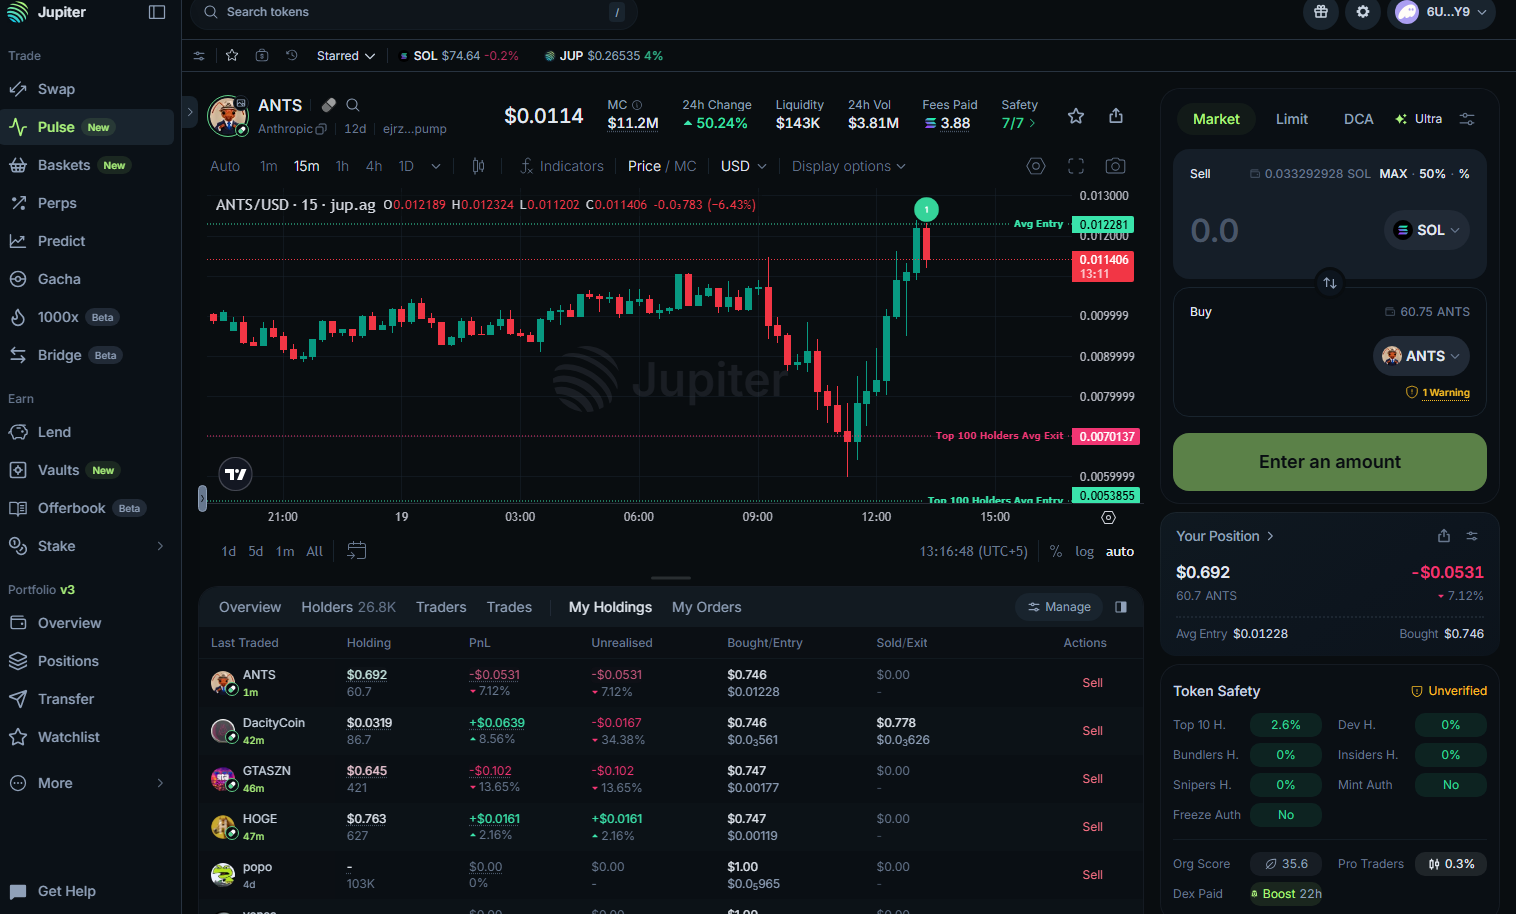 Jupiter
Search tokens
/
6U...Y9
Trade
Swap
Pulse New
Baskets New
Perps
Predict
Gacha
1000x Beta
Bridge Beta
Earn
Lend
Vaults New
Offerbook Beta
Stake
Portfolio v3
Overview
Positions
Transfer
Watchlist
More
Get Help
Starred
SOL $74.64 -0.2%
JUP $0.26535 4%
ANTS
Anthropic 12d ejrz...pump
$0.0114
MC 24h Change Liquidity 24h Vol Fees Paid Safety
$11.2M 50.24% $143K $3.81M 3.88 7/7
Auto 1m 15m 1h 4h 1D Indicators Price / MC USD Display options
ANTS/USD · 15 · jup.ag O0.012189 H0.012324 L0.011202 C0.011406 -0.0₃783 (−6.43%)
1
0.013000
Avg Entry 0.012281
0.012000
0.011406
13:11
0.009999
0.0089999
Jupiter
0.0079999
Top 100 Holders Avg Exit 0.0070137
0.0059999
Top 100 Holders Avg Entry 0.0053855
21:00 19 03:00 06:00 09:00 12:00 15:00
1d 5d 1m All 13:16:48 (UTC+5) % log auto
Overview Holders 26.8K Traders Trades My Holdings My Orders Manage
Last Traded Holding PnL Unrealised Bought/Entry Sold/Exit Actions
ANTS $0.692 -$0.0531 -$0.0531 $0.746 $0.00 Sell
1m 60.7 7.12% 7.12% $0.01228 -
DacityCoin $0.0319 +$0.0639 -$0.0167 $0.746 $0.778 Sell
42m 86.7 8.56% 34.38% $0.0₃561 $0.0₃626
GTASZN $0.645 -$0.102 -$0.102 $0.747 $0.00 Sell
46m 421 13.65% 13.65% $0.00177 -
HOGE $0.763 +$0.0161 +$0.0161 $0.747 $0.00 Sell
47m 627 2.16% 2.16% $0.00119 -
popo - $0.00 $0.00 $1.00 $0.00 Sell
4d 103K 0% - $0.0₅965 -
Market Limit DCA Ultra
Sell 0.033292928 SOL MAX · 50% · %
0.0 SOL
Buy 60.75 ANTS
ANTS
1 Warning
Enter an amount
Your Position
$0.692 -$0.0531
60.7 ANTS 7.12%
Avg Entry $0.01228 Bought $0.746
Token Safety Unverified
Top 10 H. 2.6% Dev H. 0%
Bundlers H. 0% Insiders H. 0%
Snipers H. 0% Mint Auth No
Freeze Auth No
Org Score 35.6 Pro Traders 0.3%
Dex Paid Boost 22h